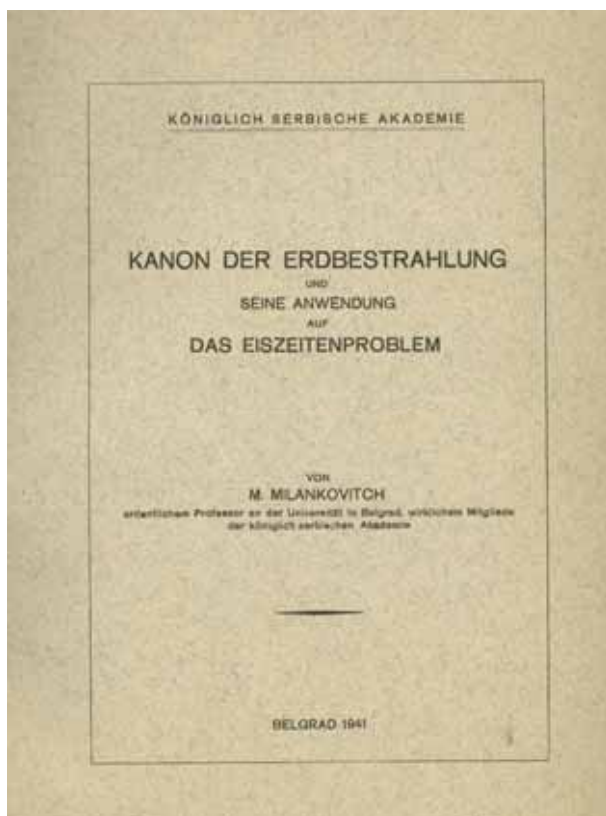 KÖNIGLICH SERBISCHE AKADEMIE
KANON DER ERDBESTRAHLUNG
UND
SEINE ANWENDUNG
AUF
DAS EISZEITENPROBLEM
VON
M. MILANKOVITCH
ordentlichem Professor an der Universität in Belgrad, wirklichem Mitgliede
der königlich serbischen Akademie
BELGRAD 1941